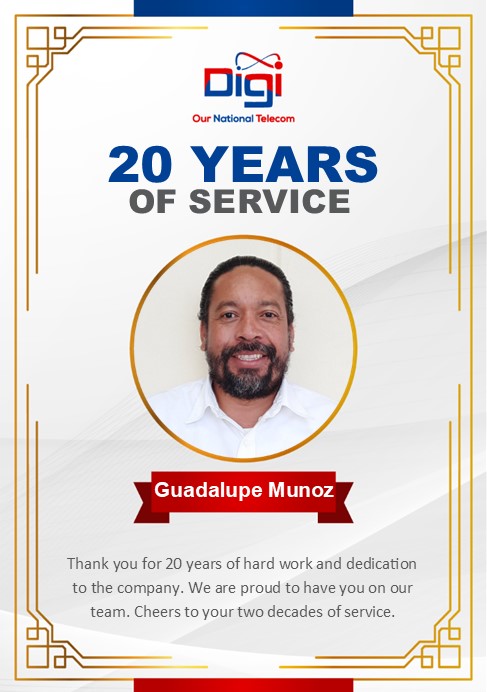 Digi
Our National Telecom
20 YEARS
OF SERVICE
Guadalupe Munoz
Thank you for 20 years of hard work and dedication
to the company. We are proud to have you on our
team. Cheers to your two decades of service.